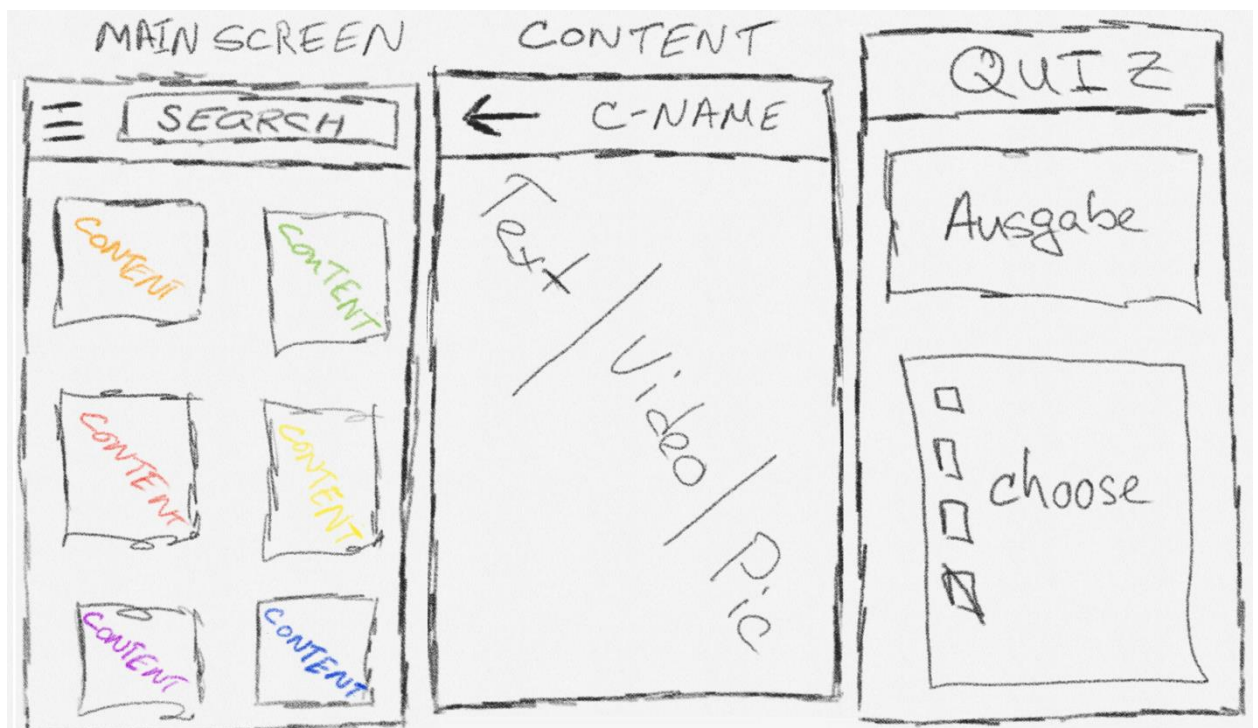 MAIN SCREEN
SEARCH
CONTENT
CONTENT
CONTENT
CONTENT
CONTENT
CONTENT
CONTENT
C-NAME
Text / Video / Pic
QUIZ
Ausgabe
choose